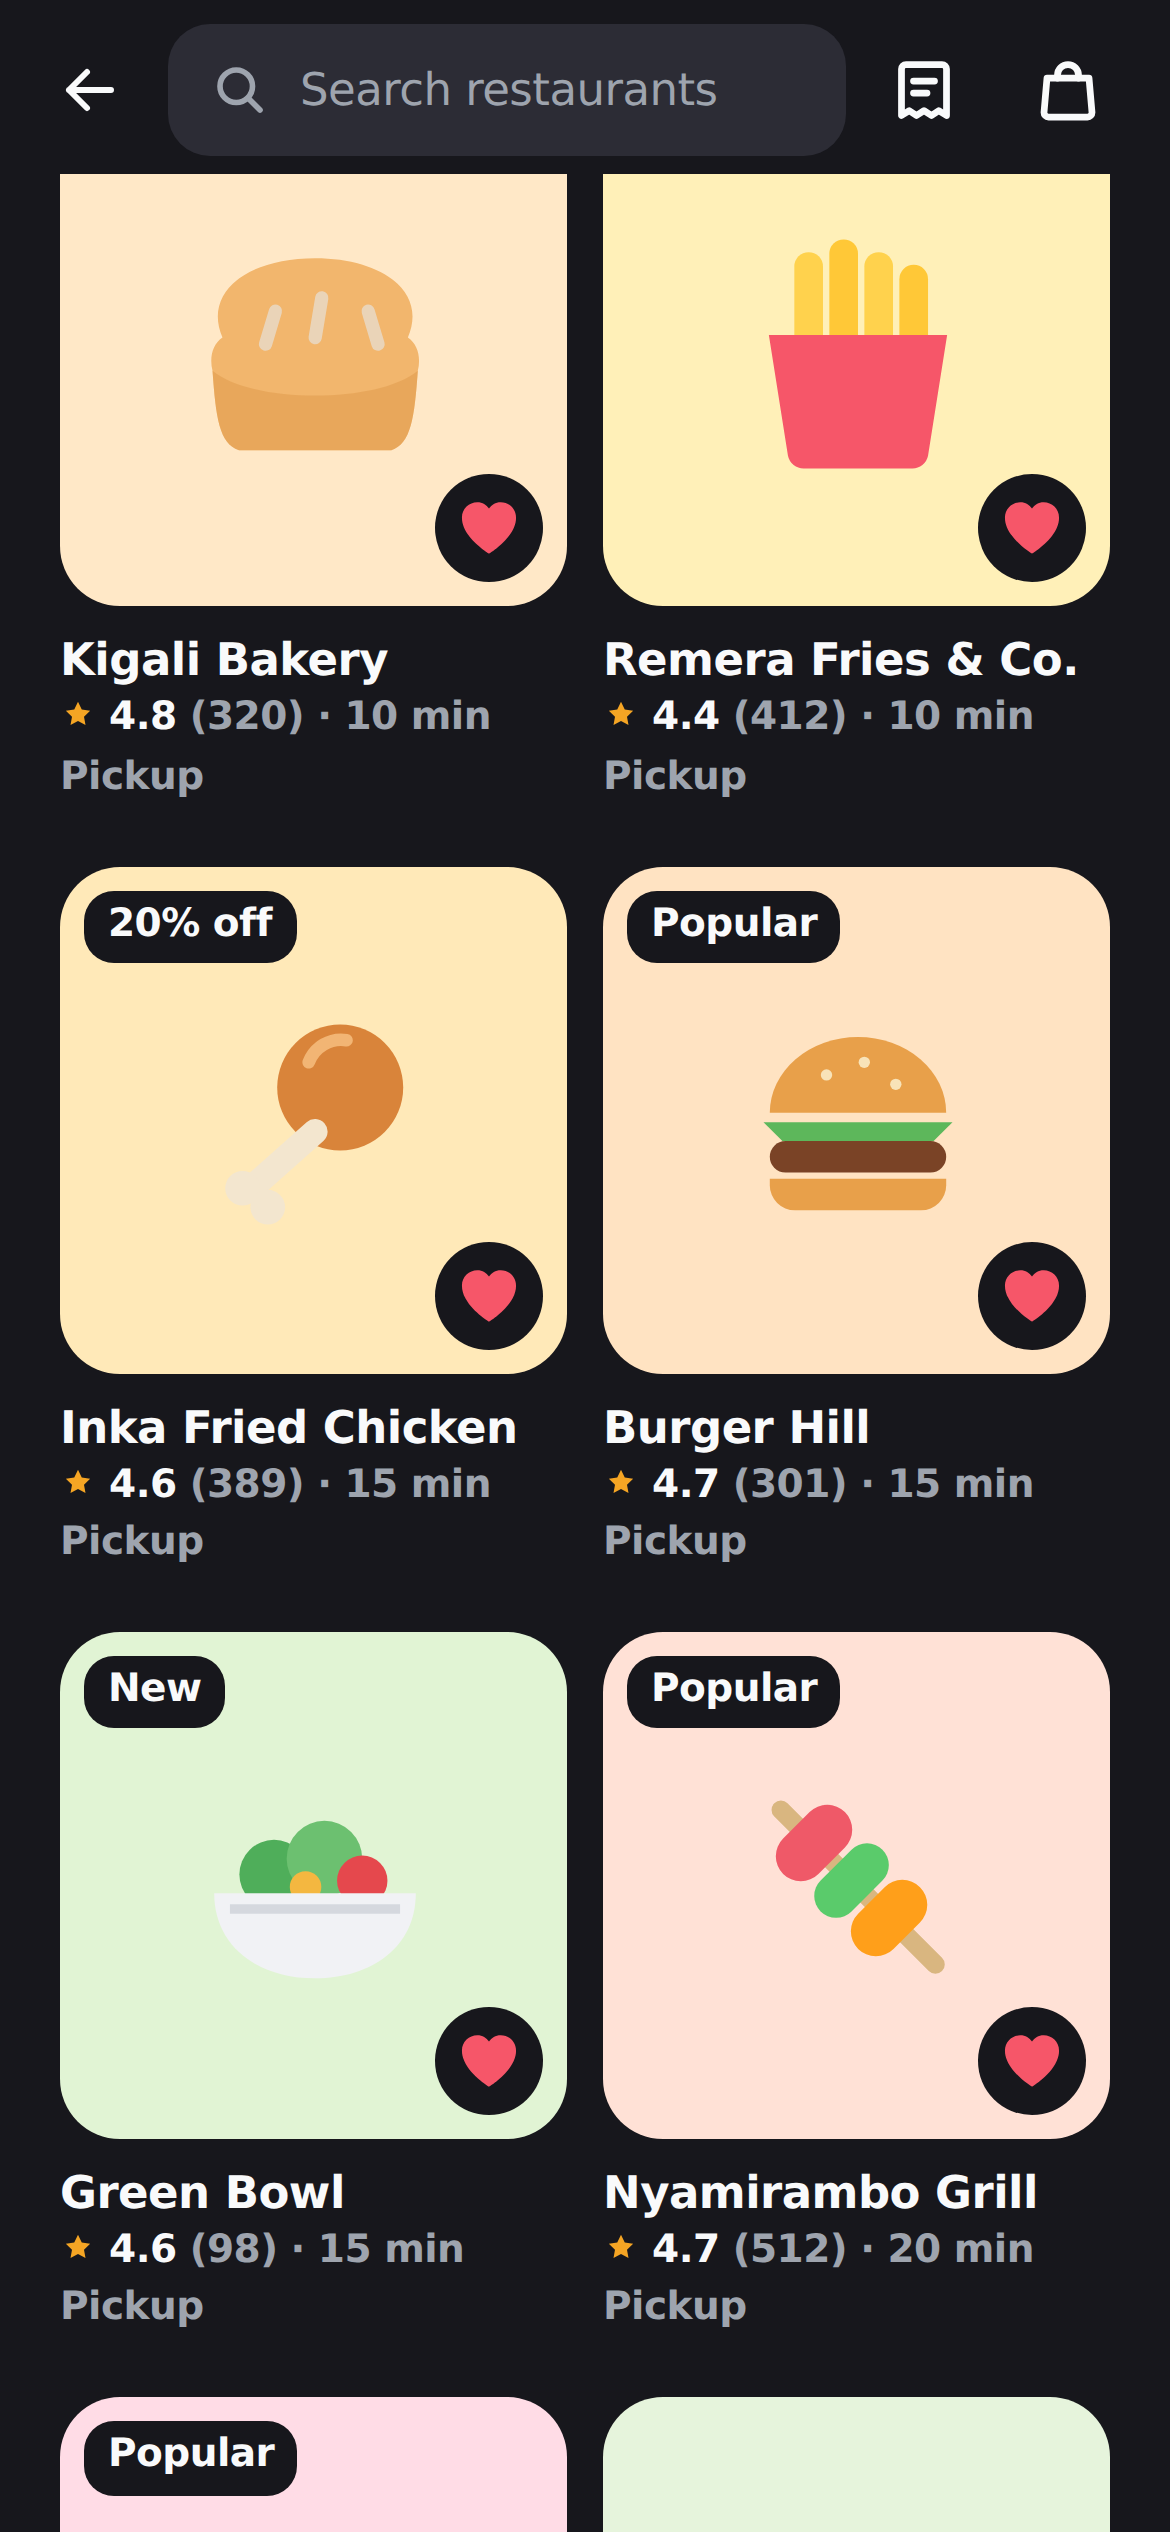 Search restaurants
Kigali Bakery
4.8 (320) · 10 min
Pickup
Remera Fries & Co.
4.4 (412) · 10 min
Pickup
20% off
Inka Fried Chicken
4.6 (389) · 15 min
Pickup
Popular
Burger Hill
4.7 (301) · 15 min
Pickup
New
Green Bowl
4.6 (98) · 15 min
Pickup
Popular
Nyamirambo Grill
4.7 (512) · 20 min
Pickup
Popular